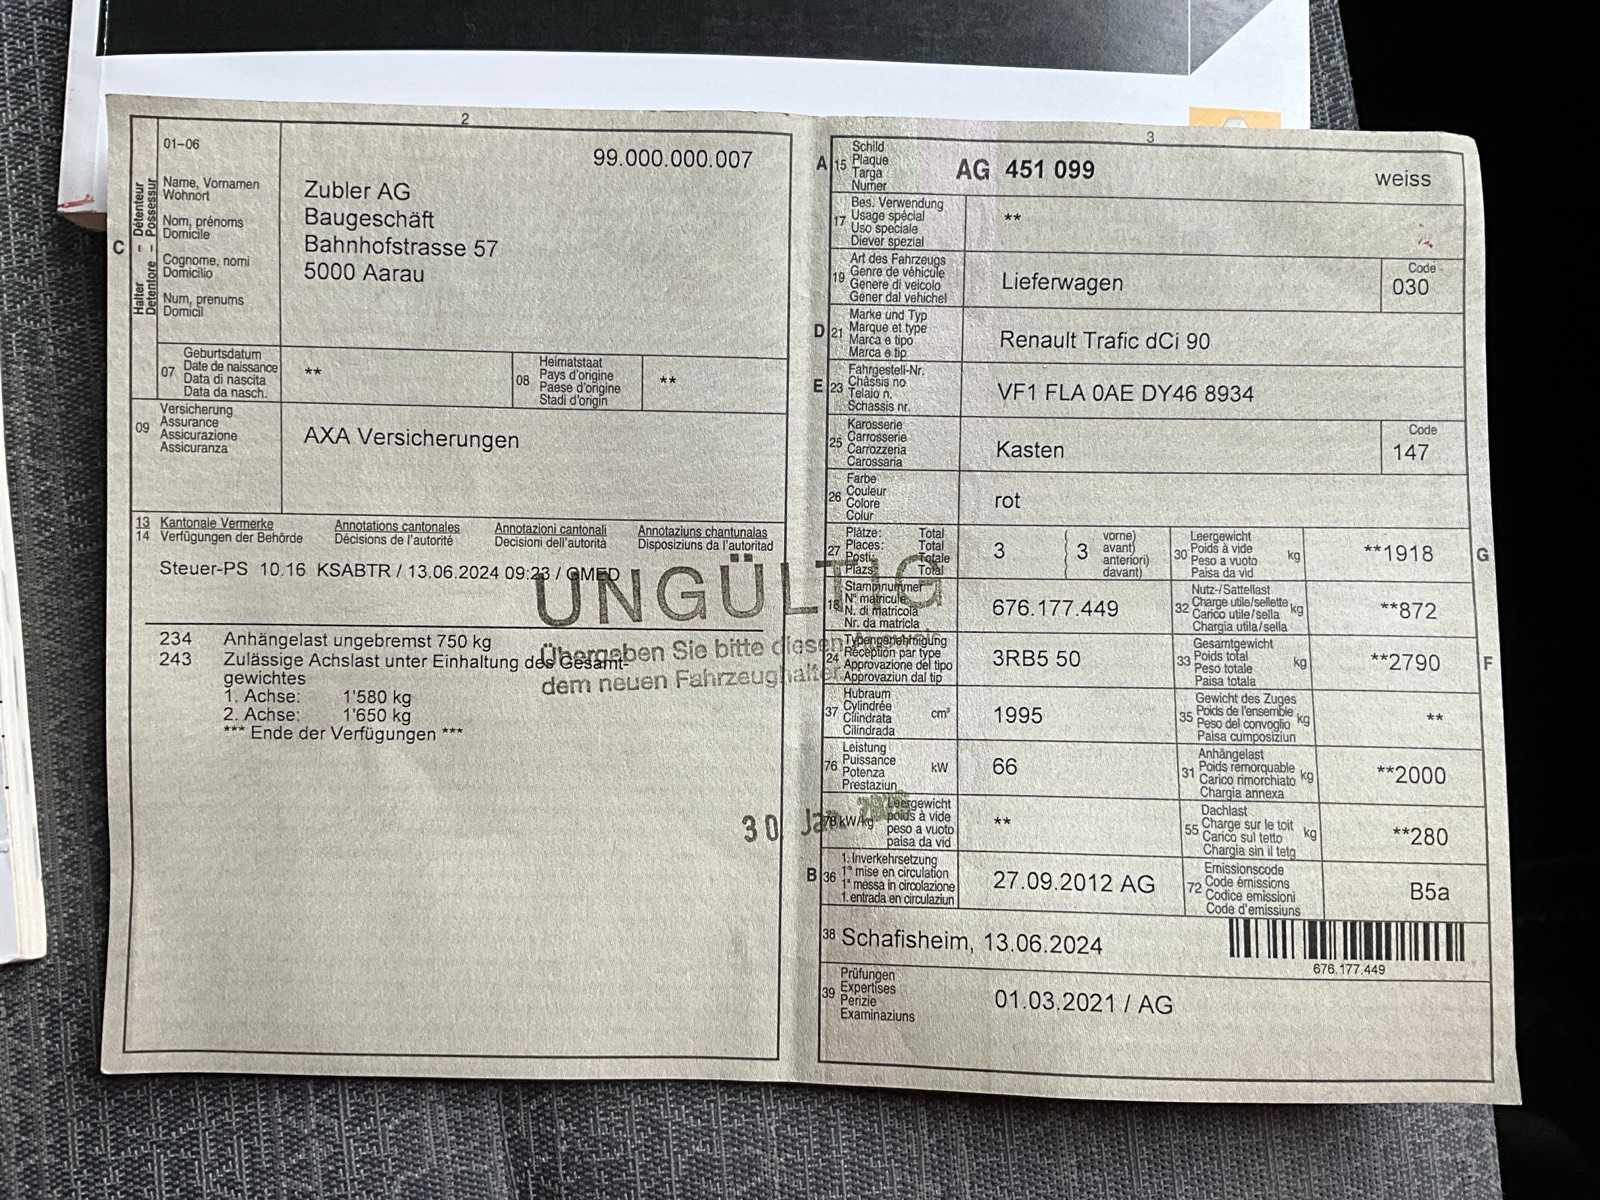 2
01–06
Halter – Détenteur
Detentore – Possessur
C
Name, Vornamen
Wohnort
Nom, prénoms
Domicile
Cognome, nomi
Domicilio
Num, prenums
Domicil
99.000.000.007
Zubler AG
Baugeschäft
Bahnhofstrasse 57
5000 Aarau
07
Geburtsdatum
Date de naissance
Data di nascita
Data da nasch.
**
08
Heimatstaat
Pays d'origine
Paese d'origine
Stadi d'origin
**
09
Versicherung
Assurance
Assicurazione
Assicuranza
AXA Versicherungen
13 Kantonale Vermerke Annotations cantonales Annotazioni cantonali Annotaziuns chantunalas
14 Verfügungen der Behörde Décisions de l'autorité Decisioni dell'autorità Disposiziuns da l'autoritad
Steuer-PS 10.16 KSABTR / 13.06.2024 09:23 / OMED
UNGÜLTIG
Übergeben Sie bitte diesen
dem neuen Fahrzeughalter
234 Anhängelast ungebremst 750 kg
243 Zulässige Achslast unter Einhaltung des Gesamt-
gewichtes
1. Achse: 1'580 kg
2. Achse: 1'650 kg
*** Ende der Verfügungen ***
30 Jan.
3
A 15
Schild
Plaque
Targa
Numer
AG 451 099 weiss
17
Bes. Verwendung
Usage spécial
Uso speciale
Diever spezial
**
19
Art des Fahrzeugs
Genre de véhicule
Genere di veicolo
Gener dal vehichel
Lieferwagen
Code
030
D 21
Marke und Typ
Marque et type
Marca e tipo
Marca e tip
Renault Trafic dCi 90
E 23
Fahrgestell-Nr.
Châssis no
Telaio n.
Schassis nr.
VF1 FLA 0AE DY46 8934
25
Karosserie
Carrosserie
Carrozzeria
Carossaria
Kasten
Code
147
26
Farbe
Couleur
Colore
Colur
rot
27
Plätze: Total
Places: Total
Posti: Totale
Plazs: Total
3 ( 3
vorne)
avant)
anteriori)
davant)
30
Leergewicht
Poids à vide
Peso a vuoto
Paisa da vid
kg
**1918
G
18
Stammnummer
N° matricule
N. di matricola
Nr. da matricla
676.177.449
32
Nutz-/Sattellast
Charge utile/sellette
Carico utile/sella
Chargia utila/sella
kg
**872
24
Typengenehmigung
Réception par type
Approvazione del tipo
Approvaziun dal tip
3RB5 50
33
Gesamtgewicht
Poids total
Peso totale
Paisa totala
kg
**2790
F
37
Hubraum
Cylindrée
Cilindrata
Cilindrada
cm³
1995
35
Gewicht des Zuges
Poids de l'ensemble
Peso del convoglio
Paisa cumposiziun
kg
**
76
Leistung
Puissance
Potenza
Prestaziun
kW
66
31
Anhängelast
Poids remorquable
Carico rimorchiato
Chargia annexa
kg
**2000
78 kW/kg
Leergewicht
poids à vide
peso a vuoto
paisa da vid
**
55
Dachlast
Charge sur le toit
Carico sul tetto
Chargia sin il tetg
kg
**280
B 36
1. Inverkehrsetzung
1ᵉ mise en circulation
1ᵃ messa in circolazione
1. entrada en circulaziun
27.09.2012 AG
72
Emissionscode
Code émissions
Codice emissioni
Code d'emissiuns
B5a
38 Schafisheim, 13.06.2024
676.177.449
39
Prüfungen
Expertises
Perizie
Examinaziuns
01.03.2021 / AG